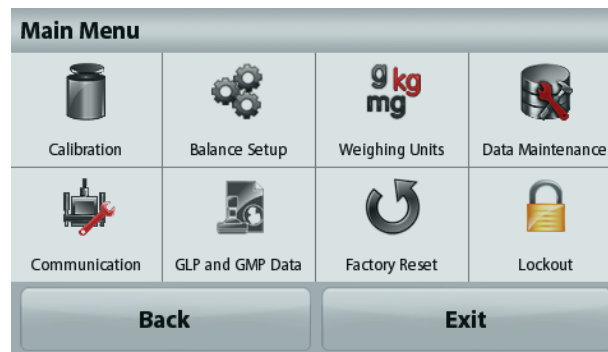 Main Menu
g kg
mg
Calibration
Balance Setup
Weighing Units
Data Maintenance
Communication
GLP and GMP Data
Factory Reset
Lockout
Back
Exit